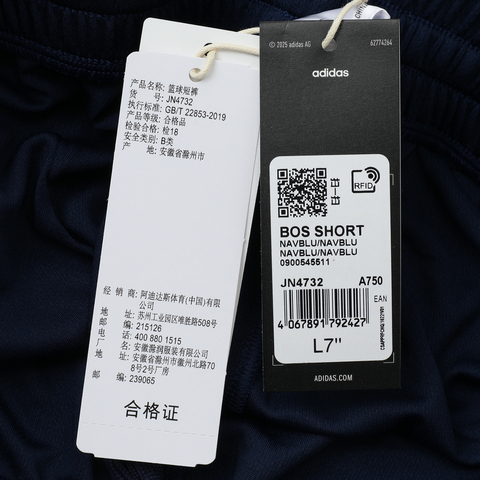 产品名称: 篮球短裤
货 号: JN4732
执行标准: GB/T 22853-2019
产品等级: 合格品
检验合格: 检18
安全类别: B类
产 地: 安徽省滁州市
经 销 商: 阿迪达斯体育(中国)有限
公司
地 址: 苏州工业园区唯胜路508号
邮 编: 215126
电 话: 400 880 1515
厂 名: 安徽滁润服装有限公司
地 址: 安徽省滁州市徽州北路70
8号2号厂房
邮 编: 239065
合格证
© 2025 adidas AG
62774264
adidas
RFID
BOS SHORT
NAVBLU/NAVBLU
NAVBLU/NAVBLU
0900545511
JN4732 A750
EAN
4 067891 792427
L7"
ADIDAS.COM